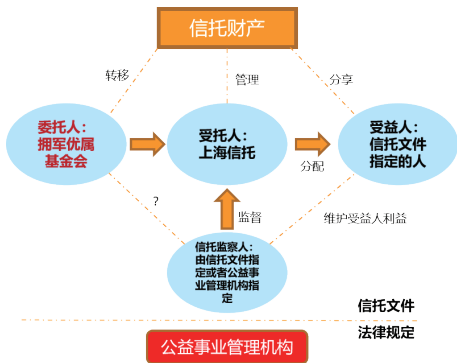 信托财产
转移
管理
分享
委托人：
拥军优属
基金会
受托人：
上海信托
受益人：
信托文件
指定的人
分配
?
监督
维护受益人利益
信托监察人：
由信托文件指
定或者公益事
业管理机构指
定
信托文件
法律规定
公益事业管理机构